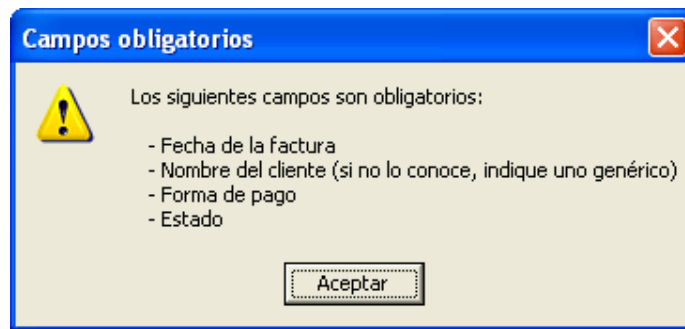 Campos obligatorios
Los siguientes campos son obligatorios:
- Fecha de la factura
- Nombre del cliente (si no lo conoce, indique uno genérico)
- Forma de pago
- Estado
Aceptar